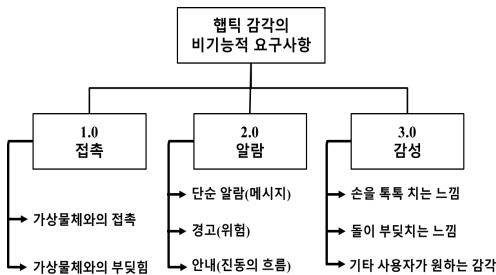 햅틱 감각의
비기능적 요구사항
1.0
접촉
2.0
알람
3.0
감성
가상물체와의 접촉
가상물체와의 부딪힘
단순 알람(메시지)
경고(위험)
안내(진동의 흐름)
손을 톡톡 치는 느낌
돌이 부딪치는 느낌
기타 사용자가 원하는 감각